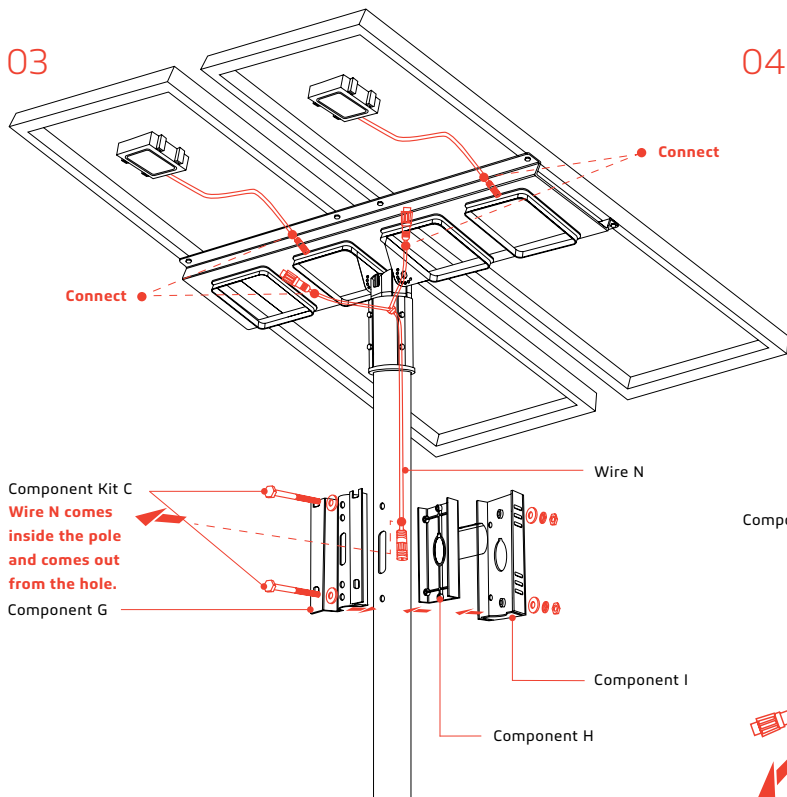 03
04
Connect
Connect
Wire N
Component Kit C
Wire N comes
inside the pole
and comes out
from the hole.
Component G
Compo
Component I
Component H